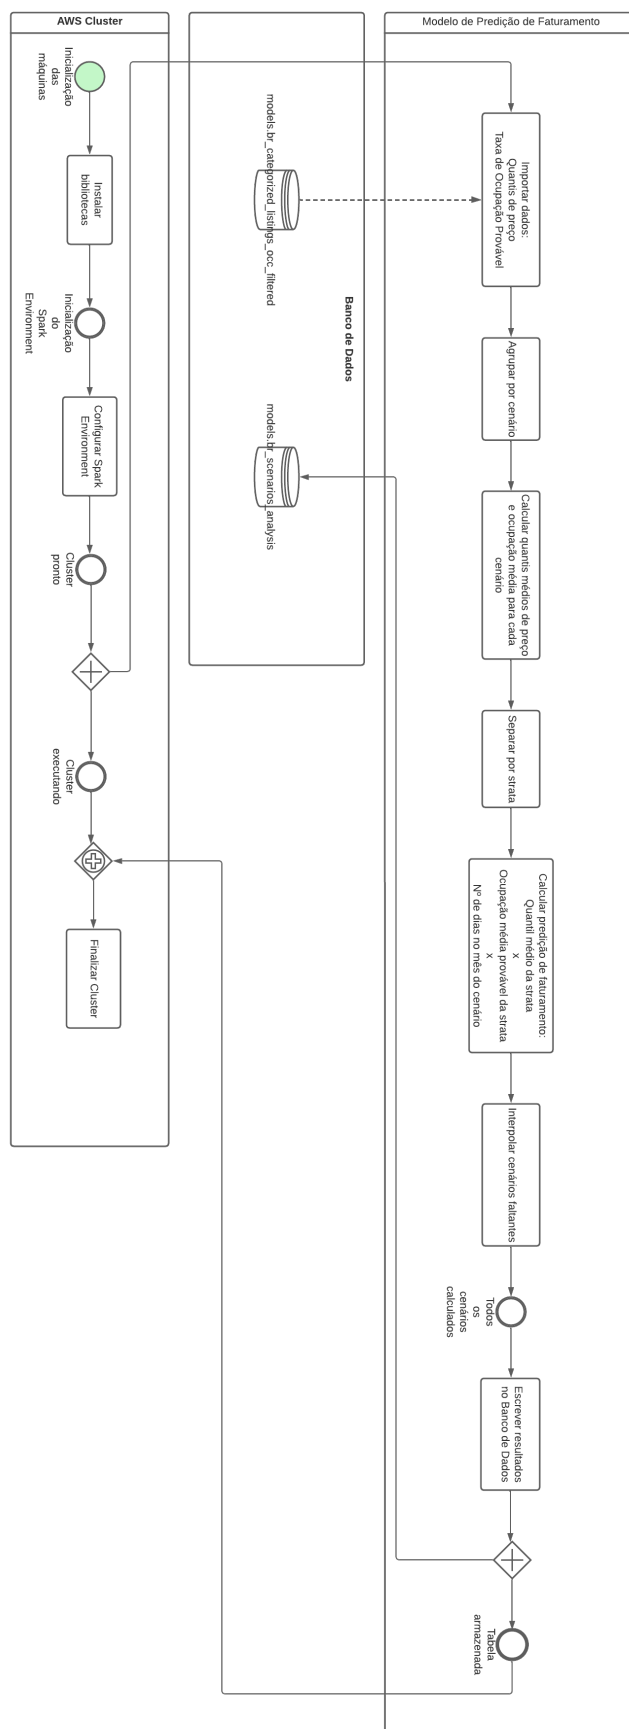 AWS Cluster
Inicialização
das
máquinas
Instalar
bibliotecas
Inicialização
do
Spark
Environment
Configurar Spark
Environment
Cluster
pronto
Cluster
executando
Finalizar Cluster
Banco de Dados
models.br_categorized_listings_occ_filtered
models.br_scenarios_analysis
Modelo de Predição de Faturamento
Importar dados:
Quantis de preço
Taxa de Ocupação Provável
Agrupar por cenário
Calcular quantis médios de preço
e ocupação média para cada
cenário
Separar por strata
Calcular predição de faturamento:
Quantil médio da strata
x
Ocupação média provável da strata
x
Nº de dias no mês do cenário
Interpolar cenários faltantes
Todos
os
cenários
calculados
Escrever resultados
no Banco de Dados
Tabela
armazenada